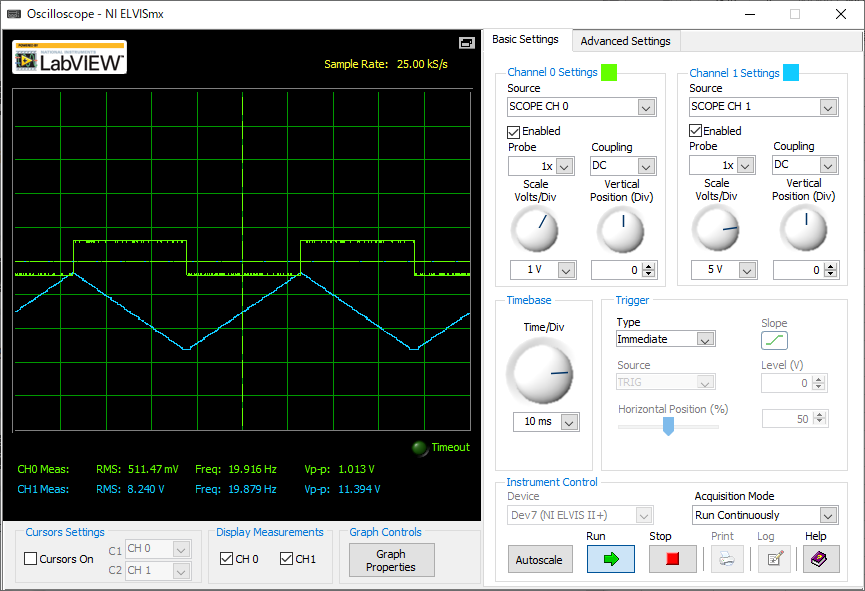 Oscilloscope - NI ELVISmx
POWERED BY
NATIONAL INSTRUMENTS
LabVIEW™
Sample Rate: 25.00 kS/s
Timeout
CH0 Meas: RMS: 511.47 mV Freq: 19.916 Hz Vp-p: 1.013 V
CH1 Meas: RMS: 8.240 V Freq: 19.879 Hz Vp-p: 11.394 V
Cursors Settings
Cursors On
C1 CH 0
C2 CH 1
Display Measurements
CH 0 CH1
Graph Controls
Graph
Properties
Basic Settings Advanced Settings
Channel 0 Settings
Source
SCOPE CH 0
Enabled
Probe Coupling
1x DC
Scale Vertical
Volts/Div Position (Div)
1 V 0
Channel 1 Settings
Source
SCOPE CH 1
Enabled
Probe Coupling
1x DC
Scale Vertical
Volts/Div Position (Div)
5 V 0
Timebase
Time/Div
10 ms
Trigger
Type
Immediate
Source
TRIG
Horizontal Position (%)
Slope
Level (V)
0
50
Instrument Control
Device
Dev7 (NI ELVIS II+)
Acquisition Mode
Run Continuously
Autoscale
Run Stop Print Log Help